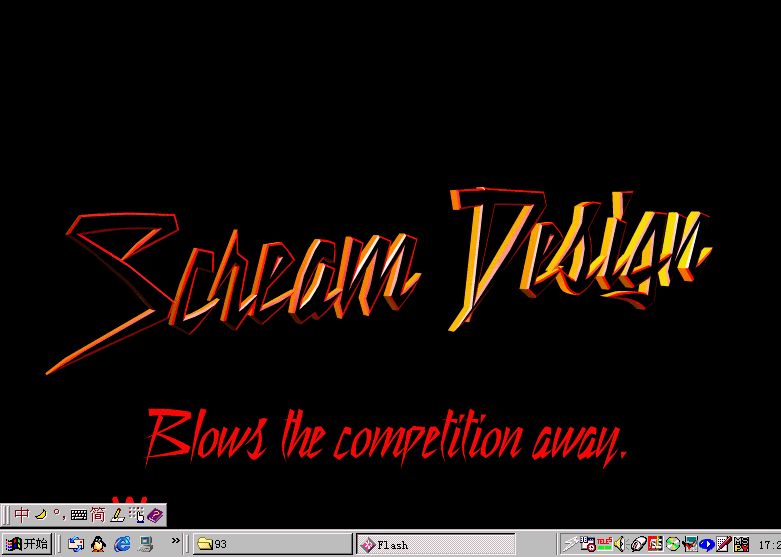 Scream Design
Blows the competition away.
中 °, 简
开始 93 Flash